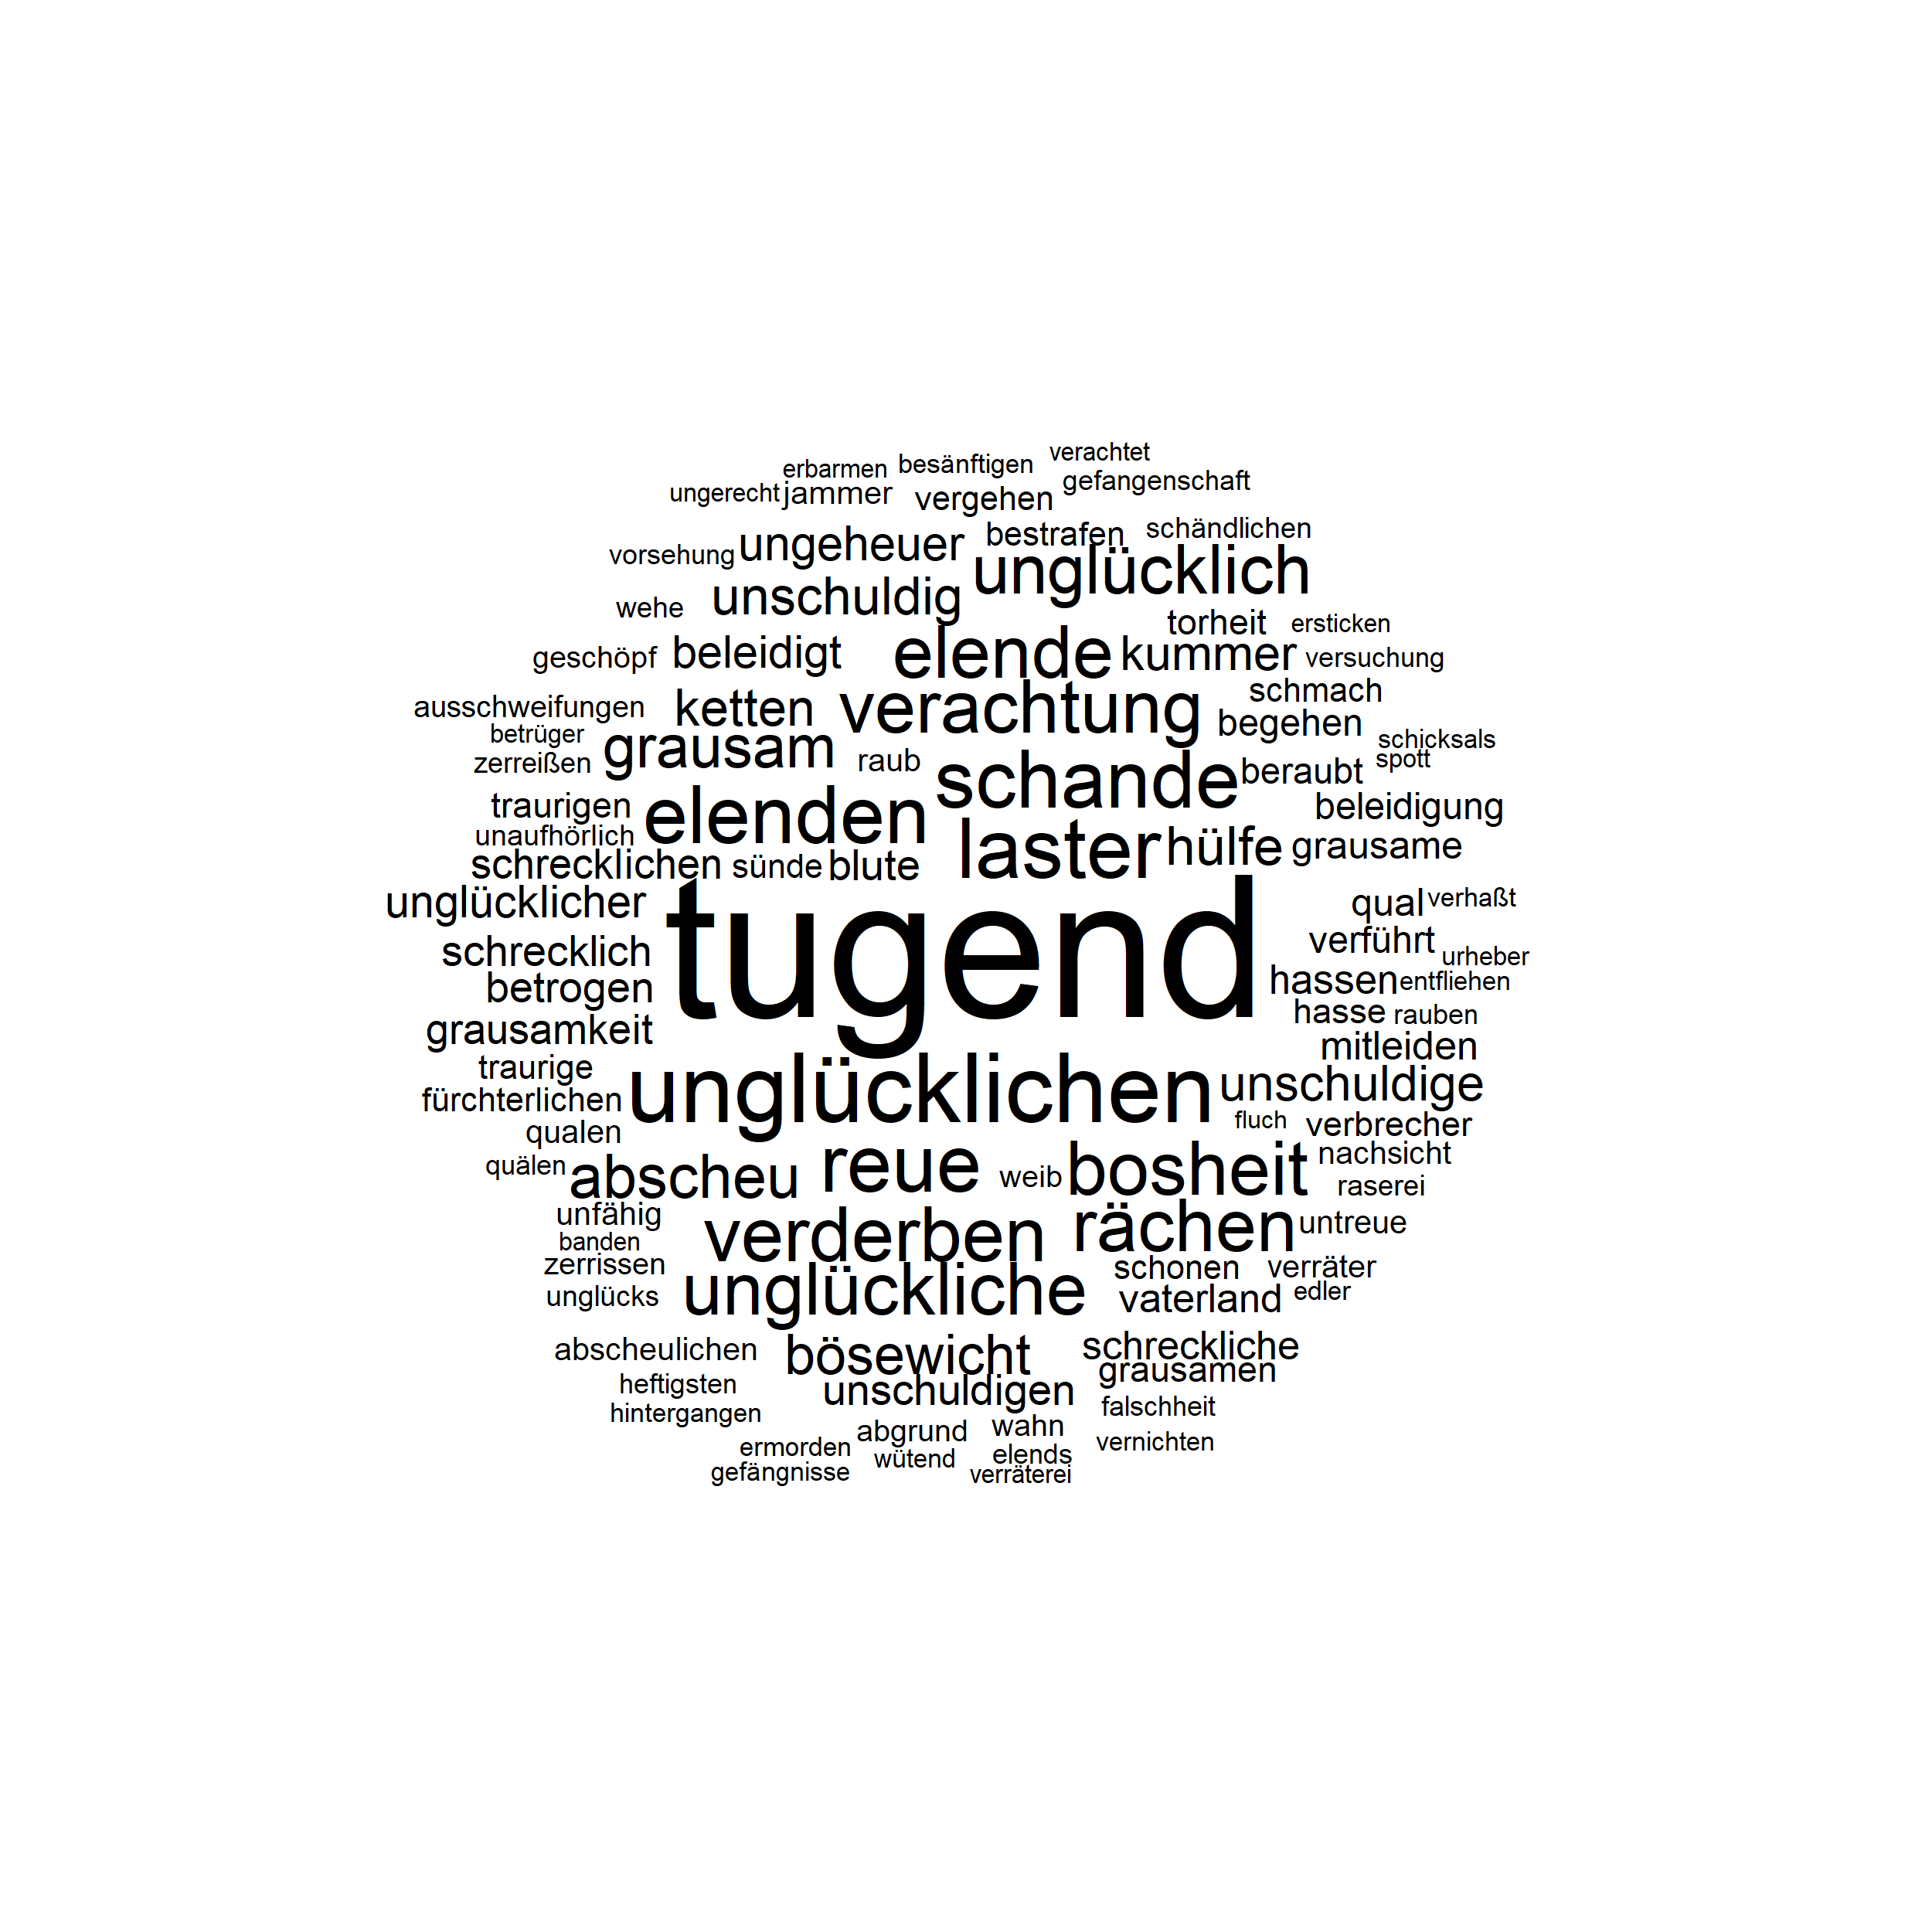 verachtet
erbarmen besänftigen
ungerecht jammer vergehen gefangenschaft
vorsehung ungeheuer bestrafen schändlichen
unglücklich
wehe unschuldig
torheit ersticken
geschöpf beleidigt elende kummer versuchung
ausschweifungen ketten verachtung schmach
begehen
betrüger grausam schicksals
zerreißen raub spott
schande beraubt
traurigen elenden beleidigung
unaufhörlich laster hülfe grausame
schrecklichen sünde blute
unglücklicher qual verhaßt
tugend
schrecklich verführt urheber
betrogen hassen entfliehen
grausamkeit hasse rauben
mitleiden
traurige unglücklichen unschuldige
fürchterlichen fluch verbrecher
qualen nachsicht
quälen abscheu reue weib bosheit raserei
unfähig verderben rächen untreue
banden
zerrissen schonen verräter
unglücks unglückliche vaterland edler
abscheulichen bösewicht schreckliche
grausamen
heftigsten unschuldigen
hintergangen falschheit
abgrund wahn
ermorden wütend elends vernichten
gefängnisse verräterei